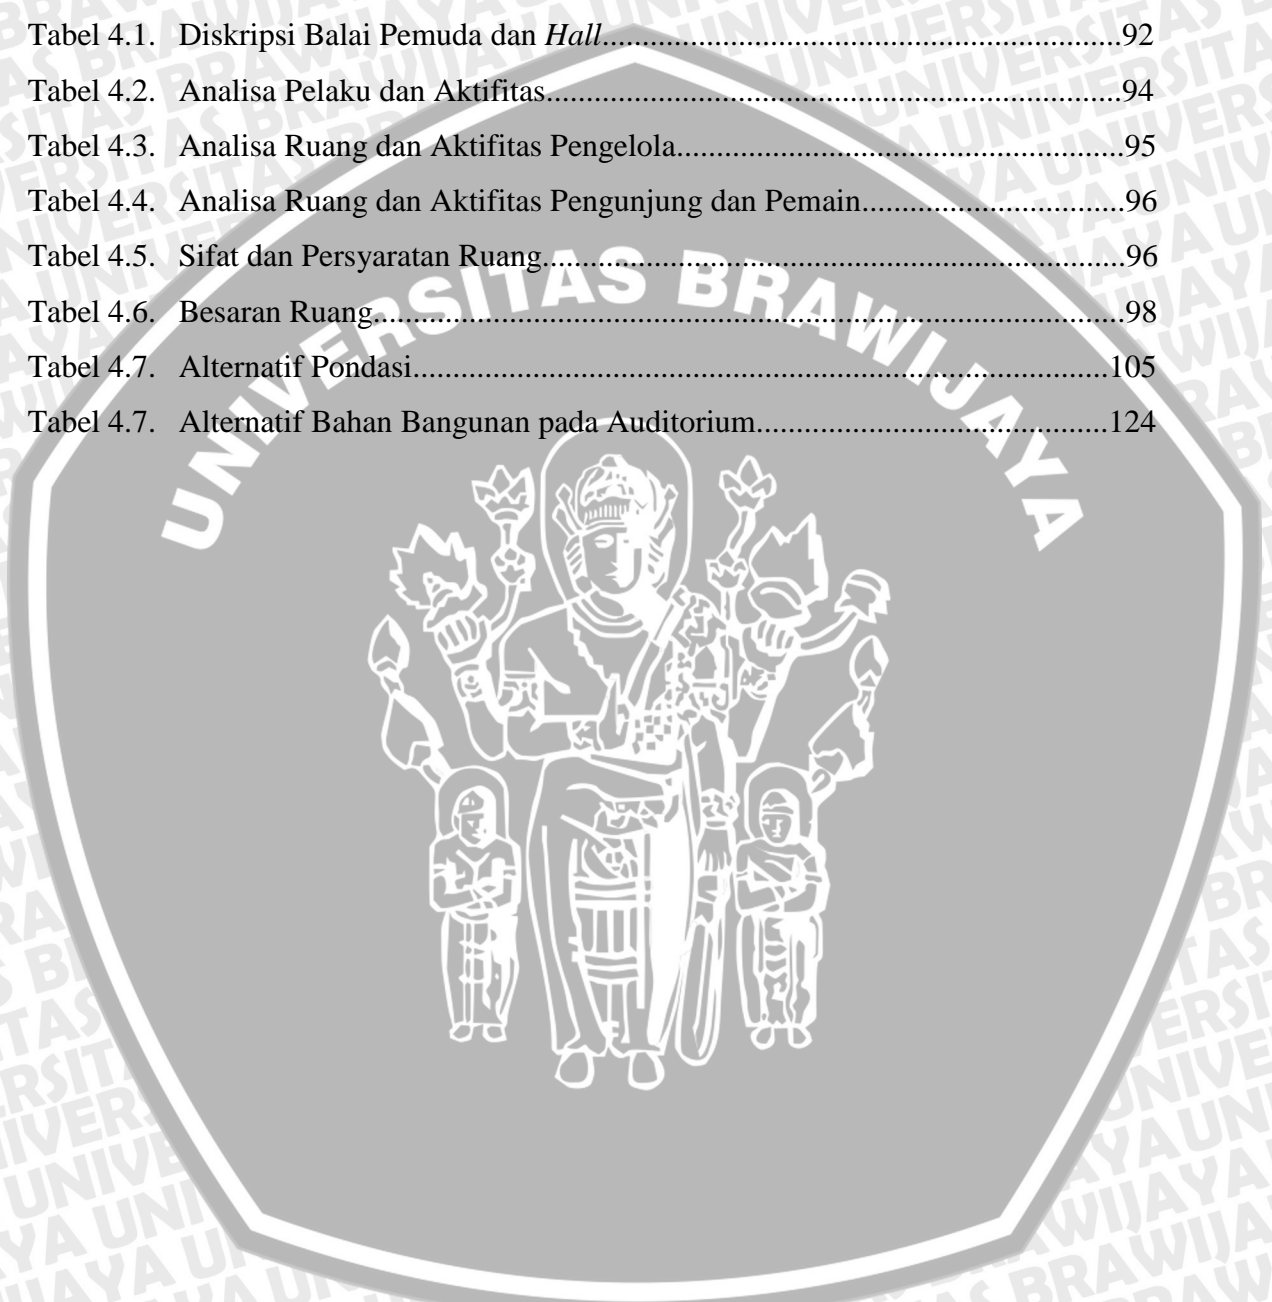 Tabel 4.1. Diskripsi Balai Pemuda dan Hall.................................................................92
Tabel 4.2. Analisa Pelaku dan Aktifitas........................................................................94
Tabel 4.3. Analisa Ruang dan Aktifitas Pengelola........................................................95
Tabel 4.4. Analisa Ruang dan Aktifitas Pengunjung dan Pemain.................................96
Tabel 4.5. Sifat dan Persyaratan Ruang.........................................................................96
Tabel 4.6. Besaran Ruang..............................................................................................98
Tabel 4.7. Alternatif Pondasi.......................................................................................105
Tabel 4.7. Alternatif Bahan Bangunan pada Auditorium............................................124
UNIVERSITAS BRAWIJAYA